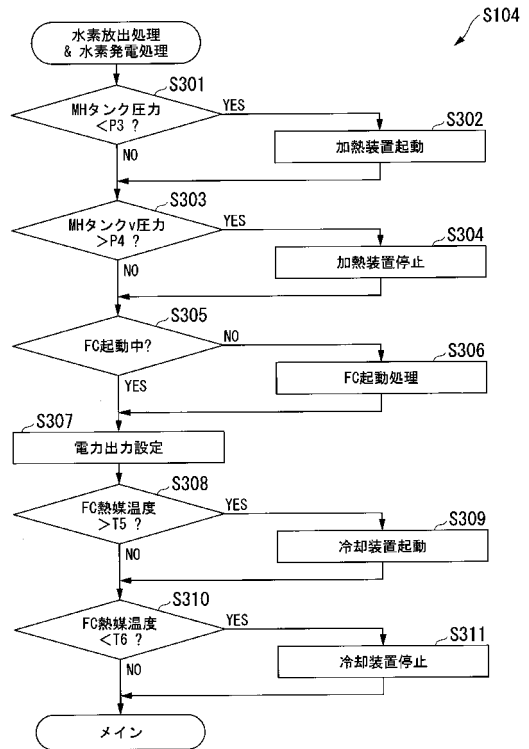 S104
水素放出処理
& 水素発電処理
S301
MHタンク圧力
<P3 ?
YES
S302
加熱装置起動
NO
S303
MHタンクv圧力
>P4 ?
YES
S304
加熱装置停止
NO
S305
FC起動中?
NO
S306
FC起動処理
YES
S307
電力出力設定
S308
FC熱媒温度
>T5 ?
YES
S309
冷却装置起動
NO
S310
FC熱媒温度
<T6 ?
YES
S311
冷却装置停止
NO
メイン